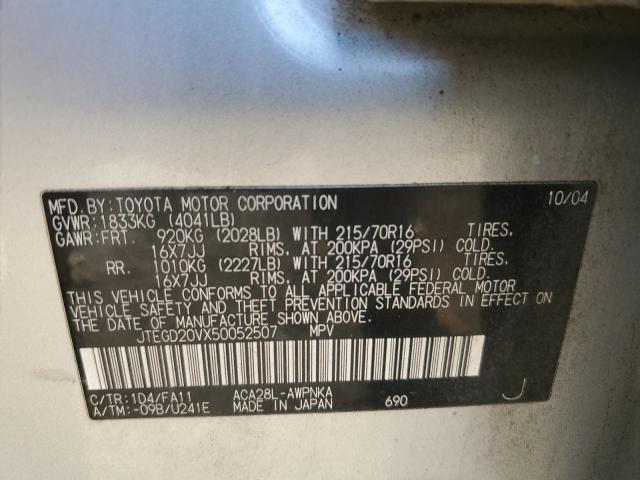 MFD.BY:TOYOTA MOTOR CORPORATION 10/04
GVWR:1833KG (4041LB)
GAWR:FRT. 920KG (2028LB) WITH 215/70R16 TIRES,
16X7JJ RIMS, AT 200KPA (29PSI) COLD.
RR. 1010KG (2227LB) WITH 215/70R16 TIRES,
16X7JJ RIMS, AT 200KPA (29PSI) COLD.
THIS VEHICLE CONFORMS TO ALL APPLICABLE FEDERAL MOTOR
VEHICLE SAFETY AND THEFT PREVENTION STANDARDS IN EFFECT ON
THE DATE OF MANUFACTURE SHOWN ABOVE.
JTEGD20VX50052507 MPV
C/TR:1D4/FA11 ACA28L-AWPNKA
A/TM:-09B/U241E MADE IN JAPAN 690 J